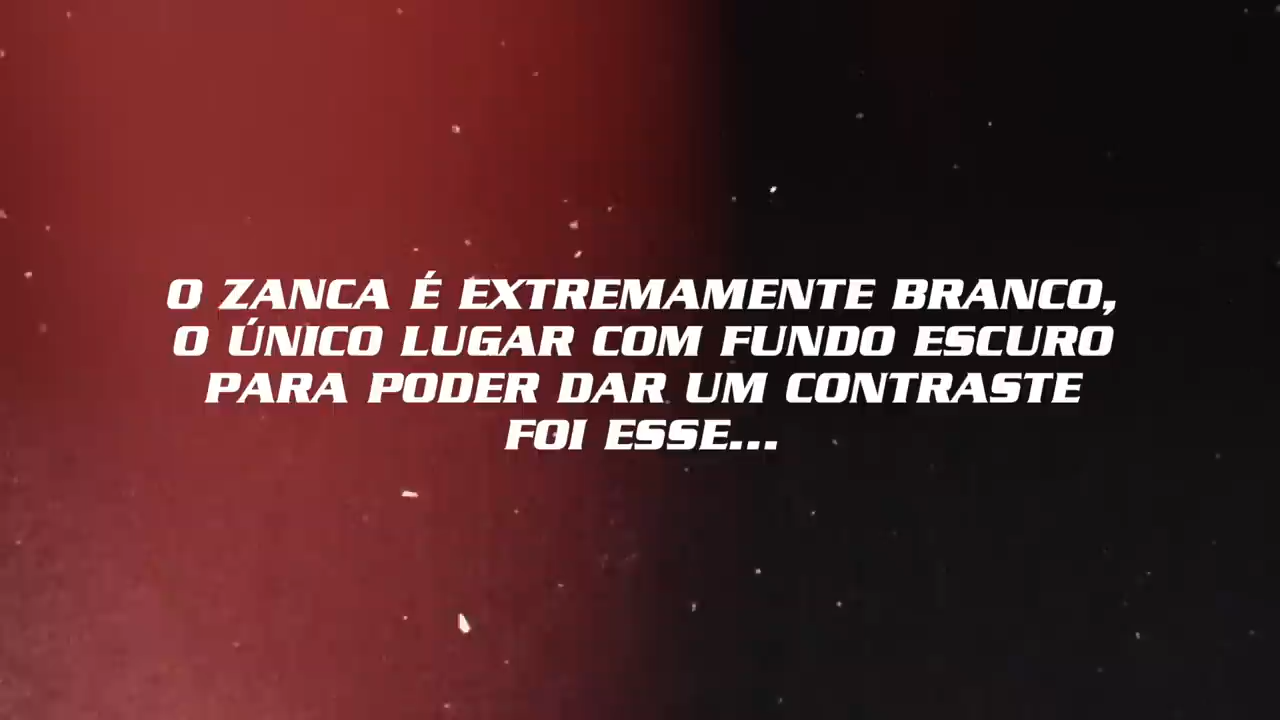 O ZANCA É EXTREMAMENTE BRANCO,
O ÚNICO LUGAR COM FUNDO ESCURO
PARA PODER DAR UM CONTRASTE
FOI ESSE...